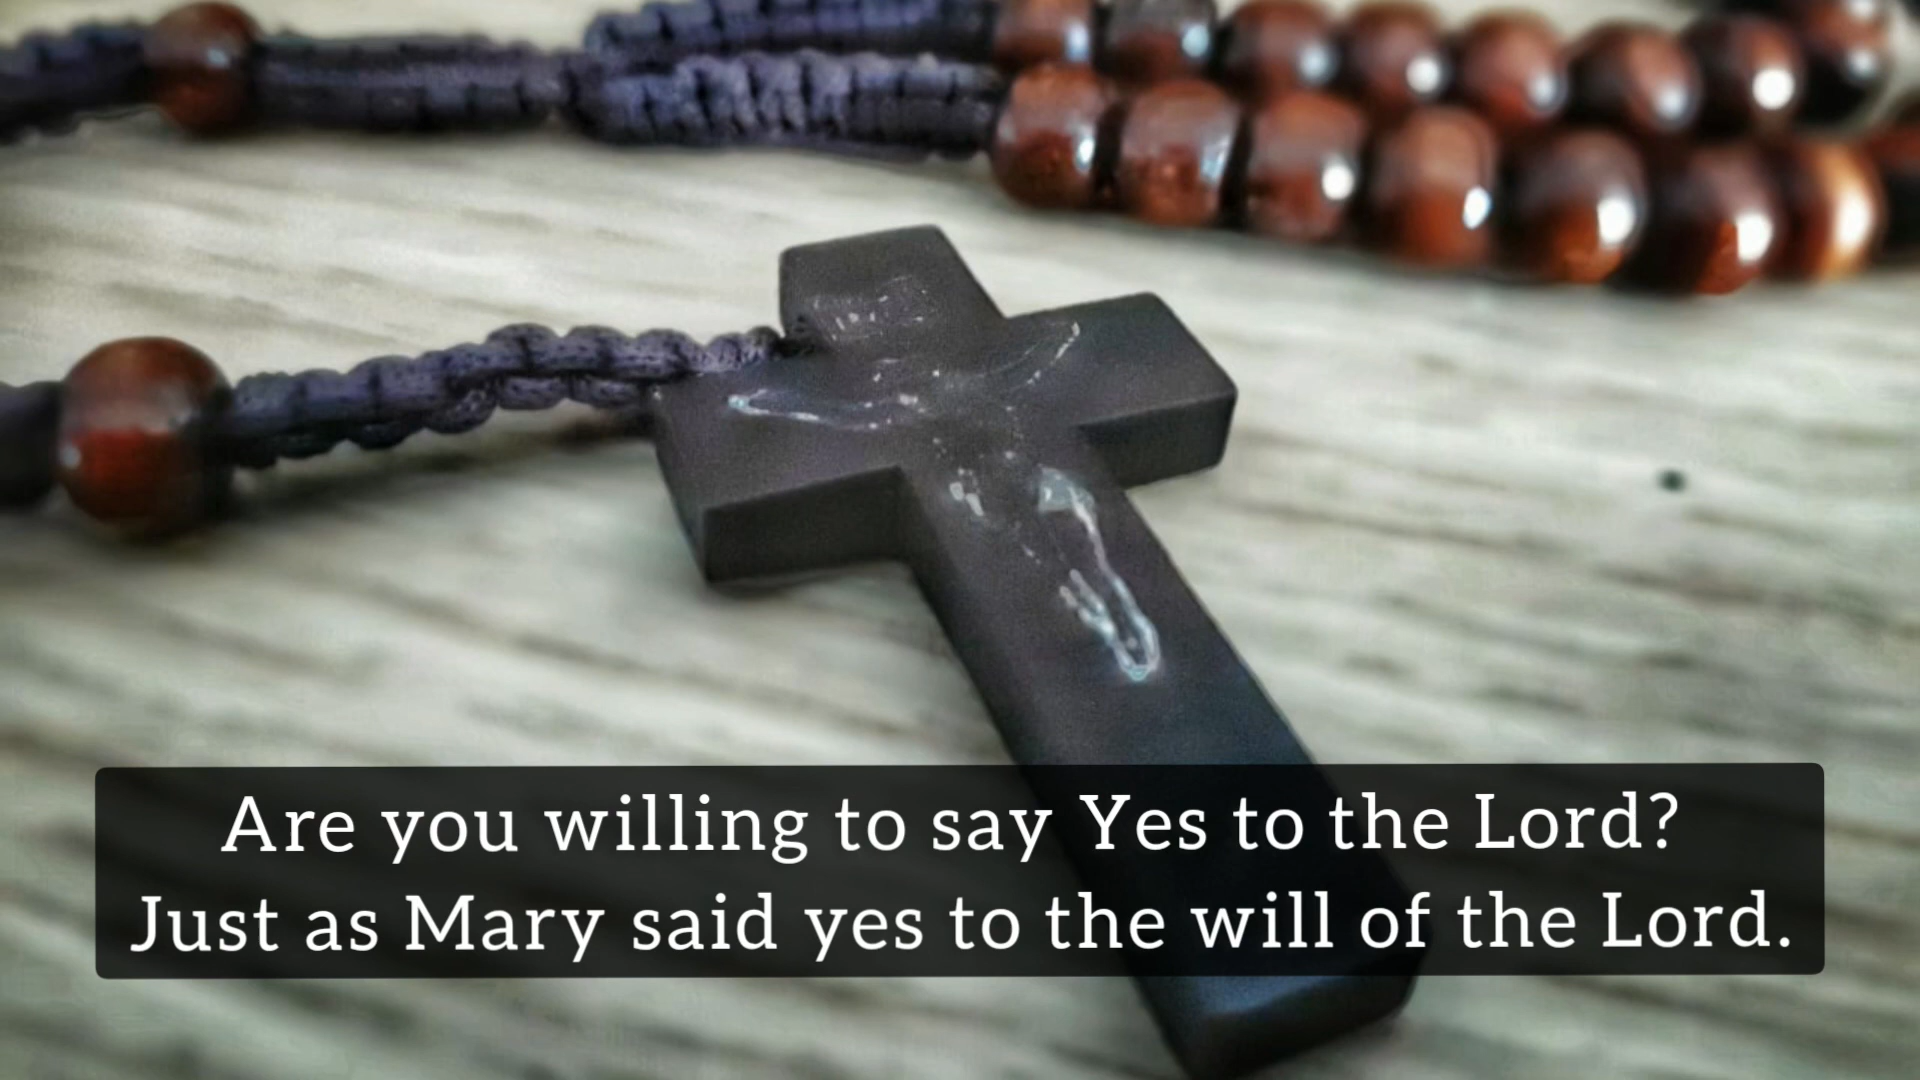 Are you willing to say Yes to the Lord?
Just as Mary said yes to the will of the Lord.